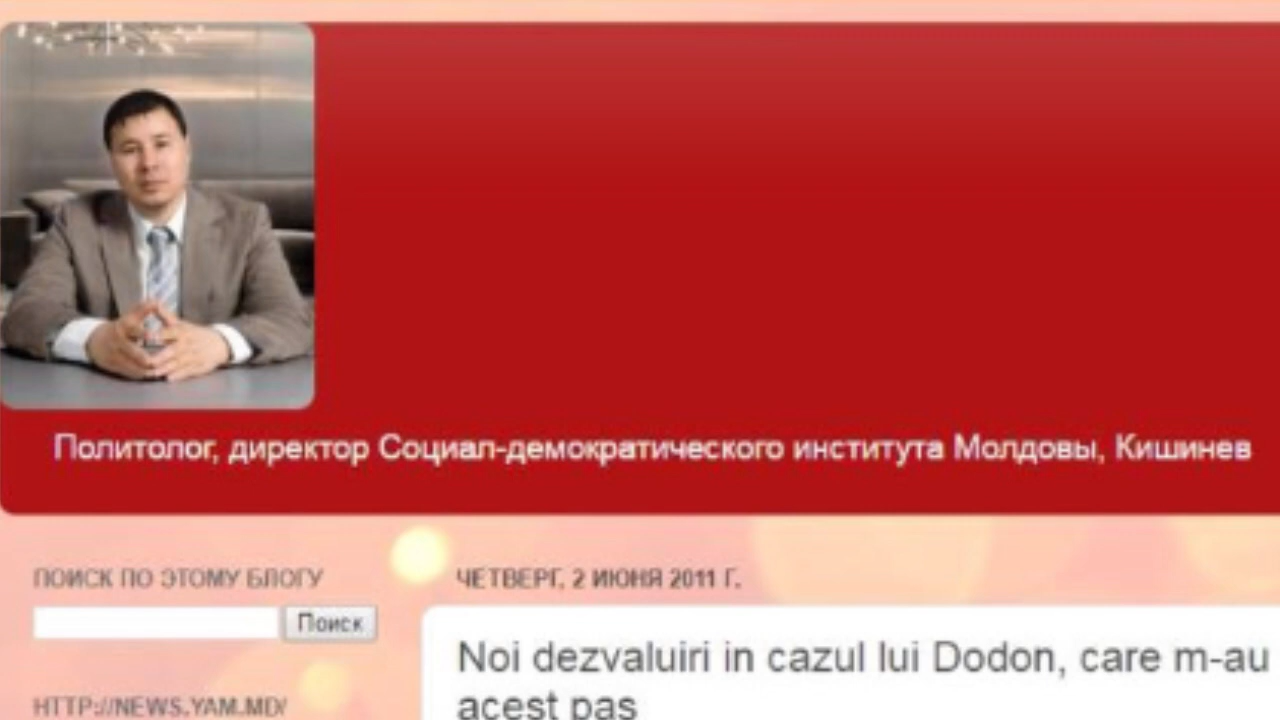 Политолог, директор Социал-демократического института Молдовы, Кишинев
ПОИСК ПО ЭТОМУ БЛОГУ
Поиск
HTTP://NEWS.YAM.MD/
ЧЕТВЕРГ, 2 ИЮНЯ 2011 Г.
Noi dezvaluiri in cazul lui Dodon, care m-au
acest pas